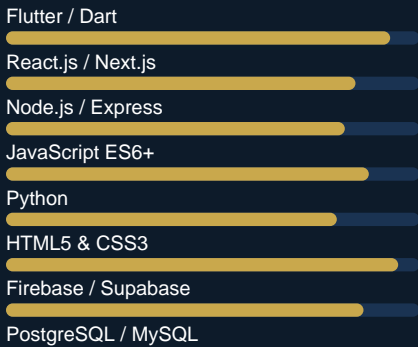 Flutter / Dart
React.js / Next.js
Node.js / Express
JavaScript ES6+
Python
HTML5 & CSS3
Firebase / Supabase
PostgreSQL / MySQL